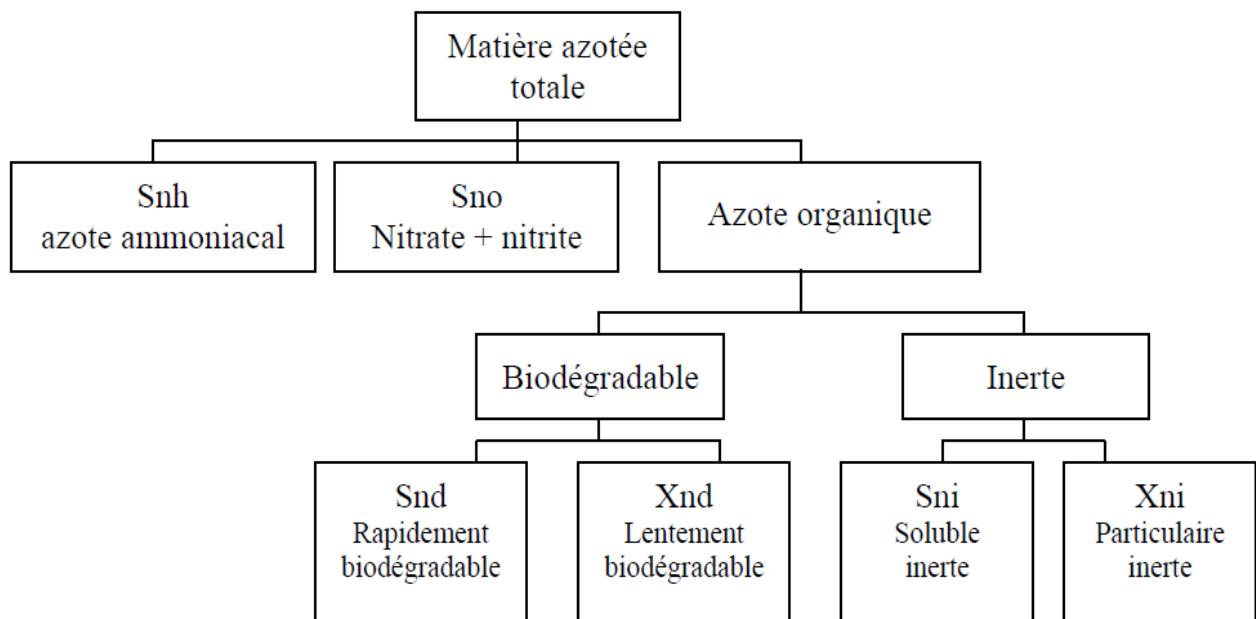 Matière azotée
totale
Snh
azote ammoniacal
Sno
Nitrate + nitrite
Azote organique
Biodégradable
Inerte
Snd
Rapidement
biodégradable
Xnd
Lentement
biodégradable
Sni
Soluble
inerte
Xni
Particulaire
inerte